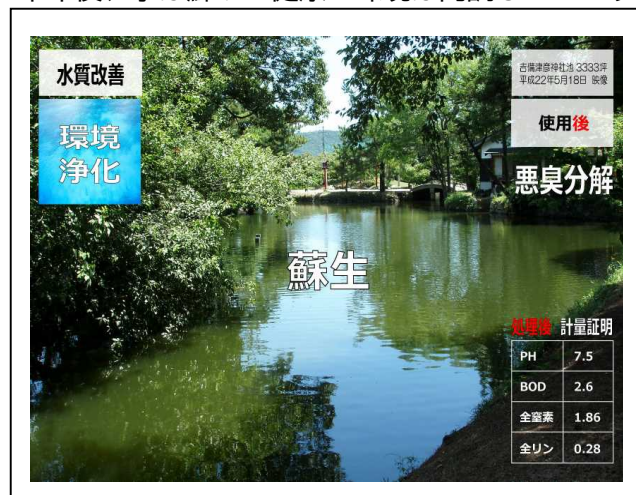 水質改善
環境
浄化
吉備津彦神社池 3333坪
平成22年5月18日 映像
使用後
悪臭分解
蘇生
処理後 計量証明
PH 7.5
BOD 2.6
全窒素 1.86
全リン 0.28